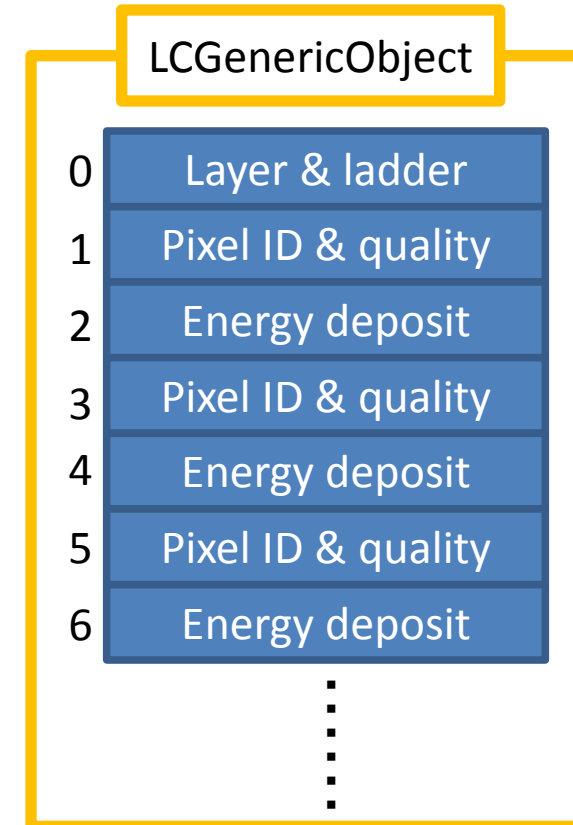 LCGenericObject
0 Layer & ladder
1 Pixel ID & quality
2 Energy deposit
3 Pixel ID & quality
4 Energy deposit
5 Pixel ID & quality
6 Energy deposit